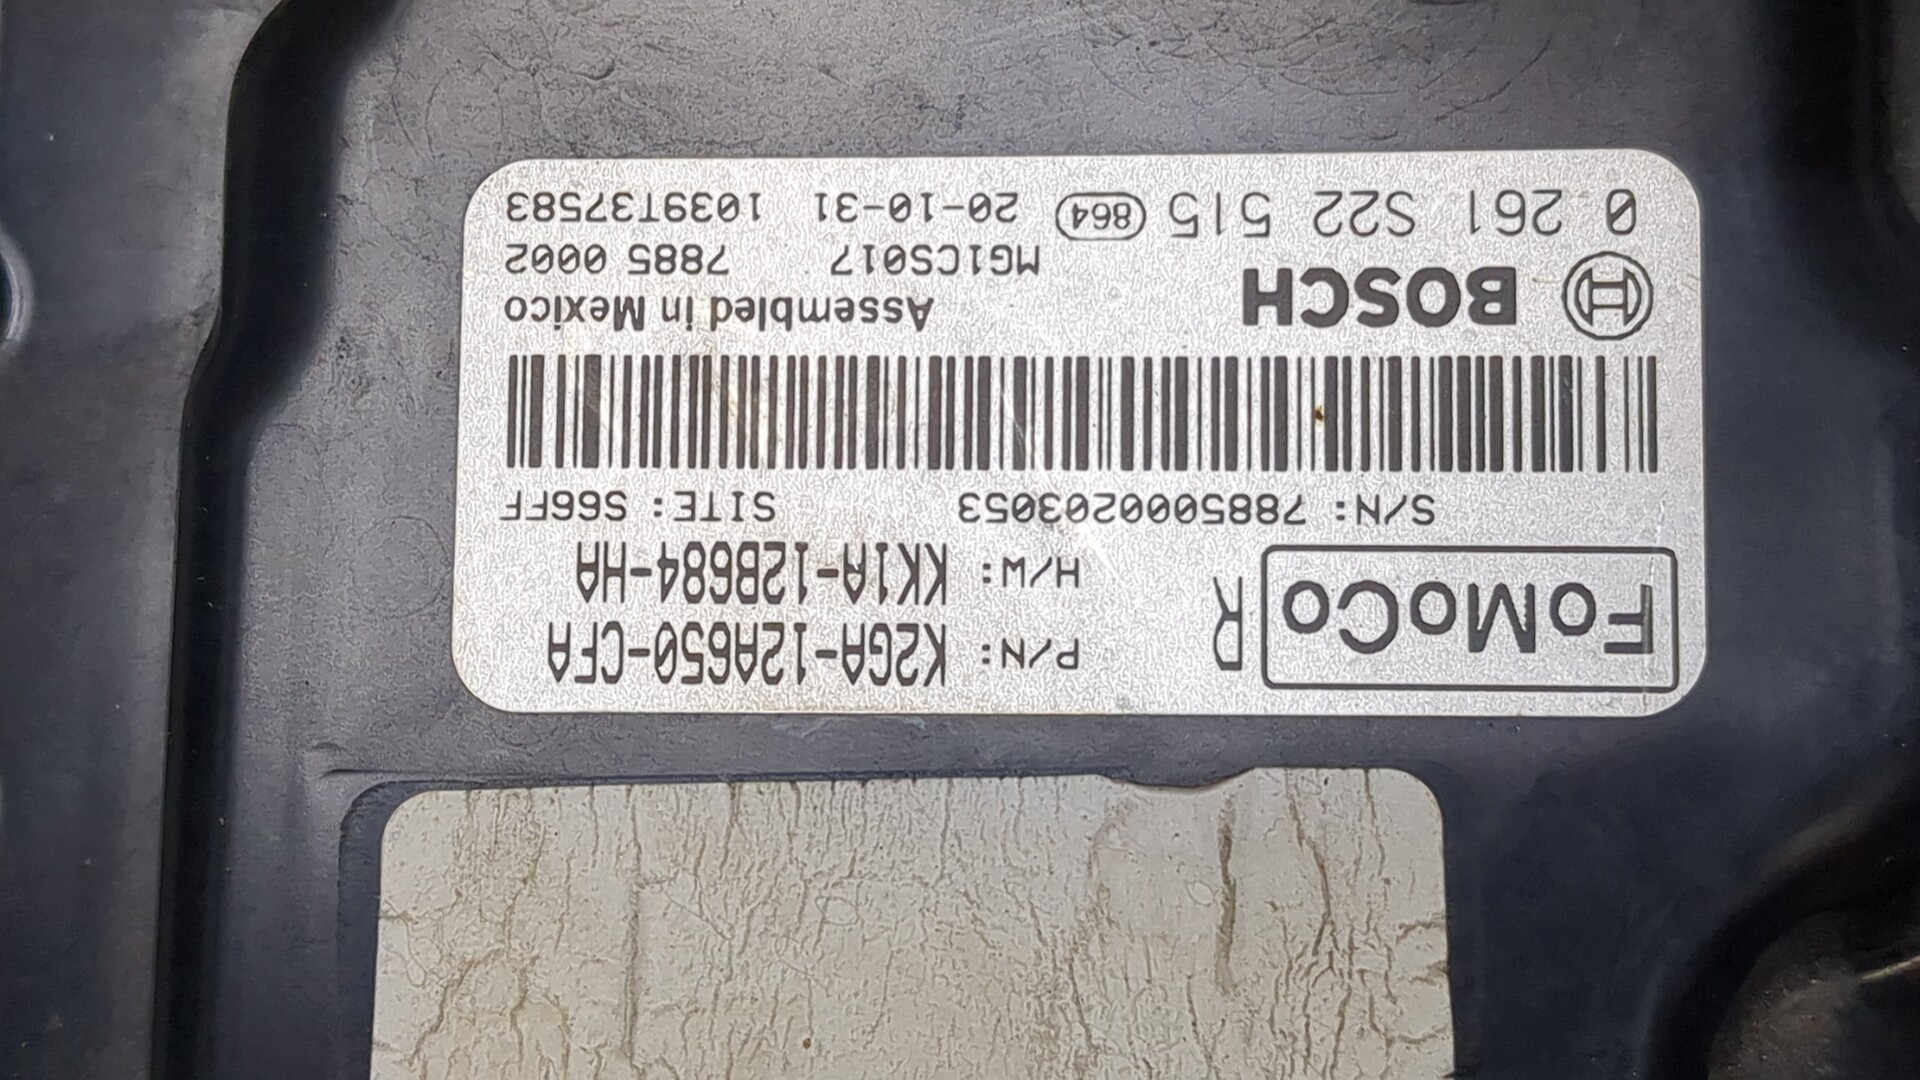 FoMoCo R P/N: K2GA-12A650-CFA
H/W: KK1A-12B684-HA
S/N: 7885000203053 SITE: S66FF
BOSCH Assembled in Mexico
MG1CS017 7885 0002
0 261 S22 515 864 20-10-31 1039T37583